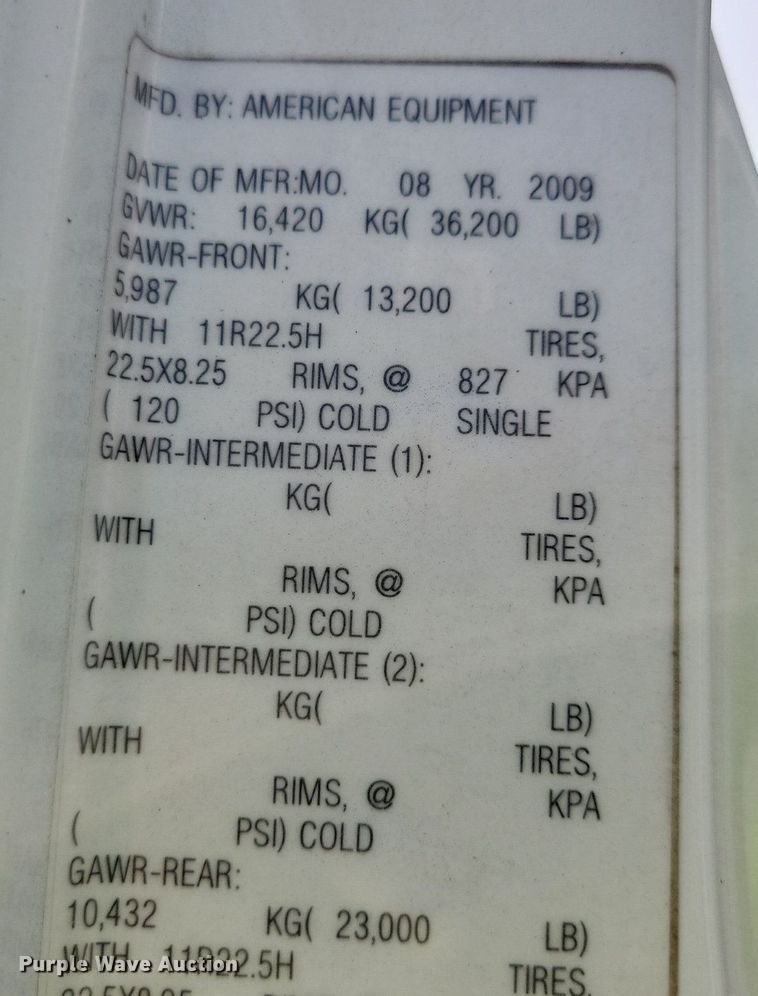 MFD. BY: AMERICAN EQUIPMENT
DATE OF MFR:MO. 08 YR. 2009
GVWR: 16,420 KG( 36,200 LB)
GAWR-FRONT:
5,987 KG( 13,200 LB)
WITH 11R22.5H TIRES,
22.5X8.25 RIMS, @ 827 KPA
( 120 PSI) COLD SINGLE
GAWR-INTERMEDIATE (1):
KG( LB)
WITH TIRES,
RIMS, @ KPA
( PSI) COLD
GAWR-INTERMEDIATE (2):
KG( LB)
WITH TIRES,
RIMS, @ KPA
( PSI) COLD
GAWR-REAR:
10,432 KG( 23,000 LB)
WITH 11R22.5H TIRES,
Purple Wave Auction